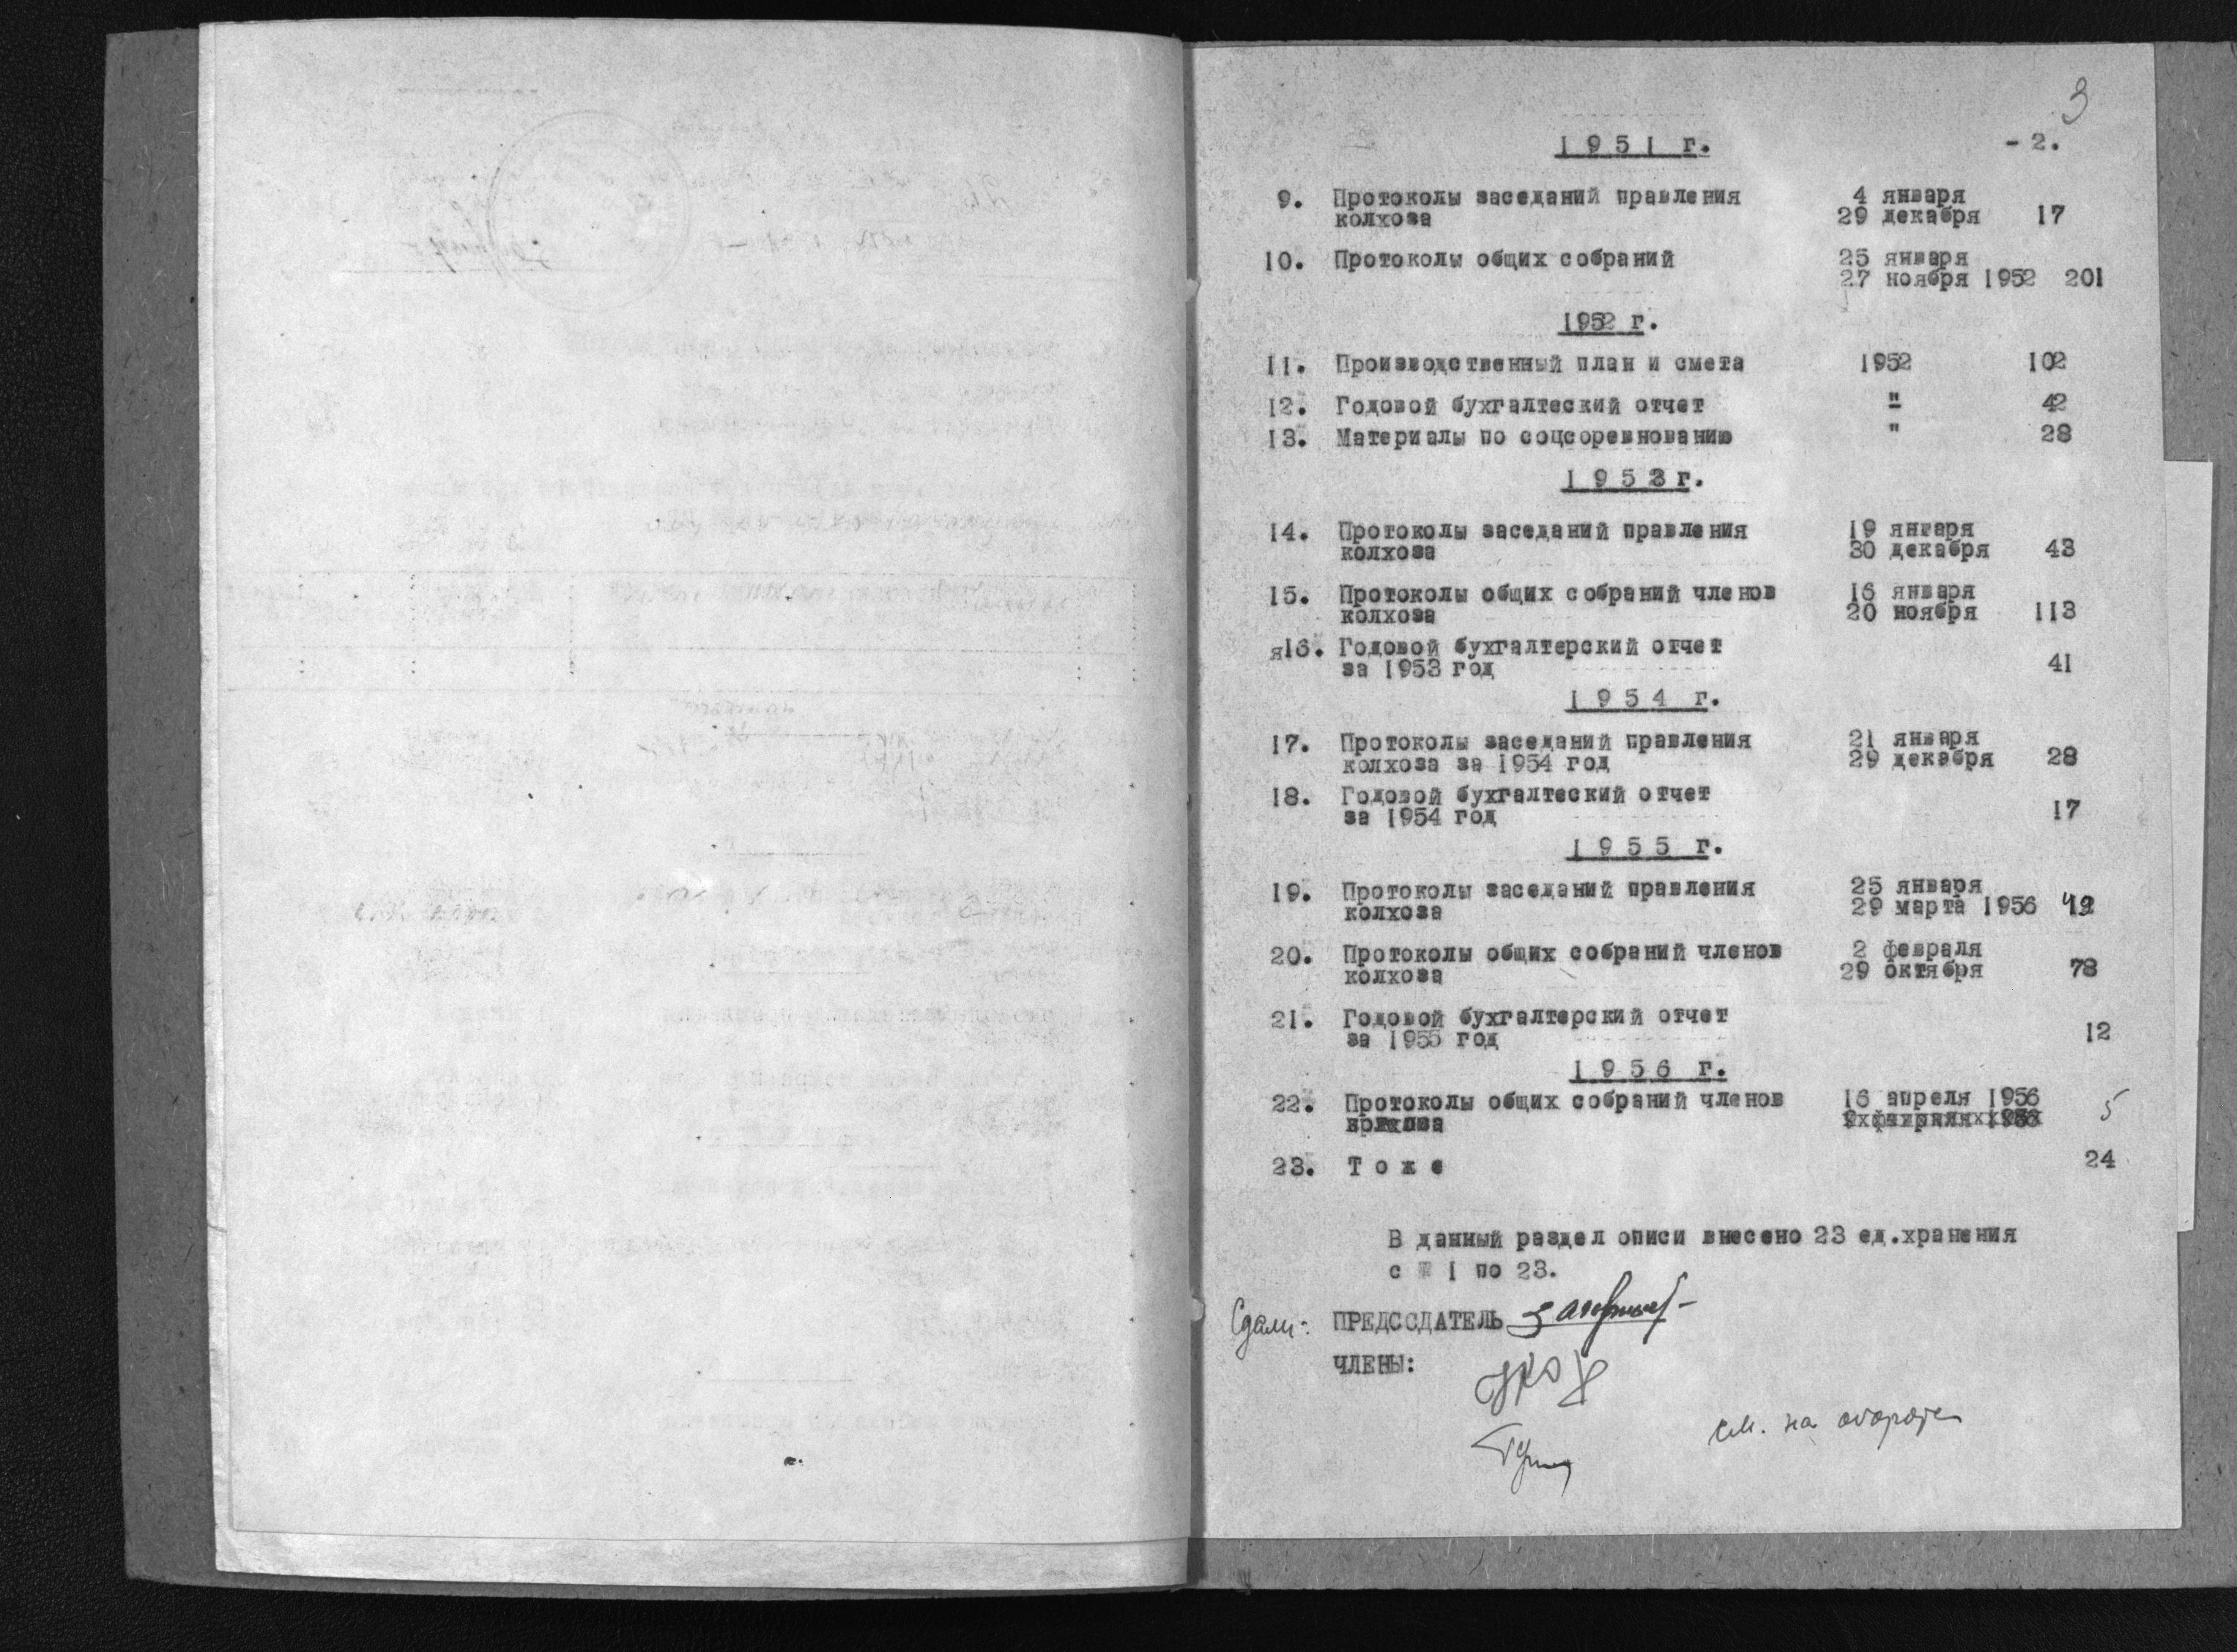 3
1951 г.
- 2.
9. Протоколы заседаний правления 4 января
колхоза 29 декабря 17
10. Протоколы общих собраний 25 января
27 ноября 1952 201
1952 г.
11. Производственный план и смета 1952 102
12. Годовой бухгалтеский отчет " 42
13. Материалы по соцсоревнованию " 28
1953 г.
14. Протоколы заседаний правления 19 января
колхоза 30 декабря 43
15. Протоколы общих собраний членов 16 января
колхоза 20 ноября 113
я16. Годовой бухгалтерский отчет
за 1953 год 41
1954 г.
17. Протоколы заседаний правления 21 января
колхоза за 1954 год 29 декабря 28
18. Годовой бухгалтеский отчет
за 1954 год 17
1955 г.
19. Протоколы заседаний правления 25 января
колхоза 29 марта 1956
20. Протоколы общих собраний членов 2 февраля
колхоза 29 октября 78
21. Годовой бухгалтерский отчет
за 1955 год 12
1956 г.
22. Протоколы общих собраний членов 16 апреля 1956
колхоза 5
23. Тоже 24
В данный раздел описи внесено 23 ед.хранения
с 1 по 23.
Сдали: ПРЕДССДАТЕЛЬ
ЧЛЕНЫ:
см. на обороте